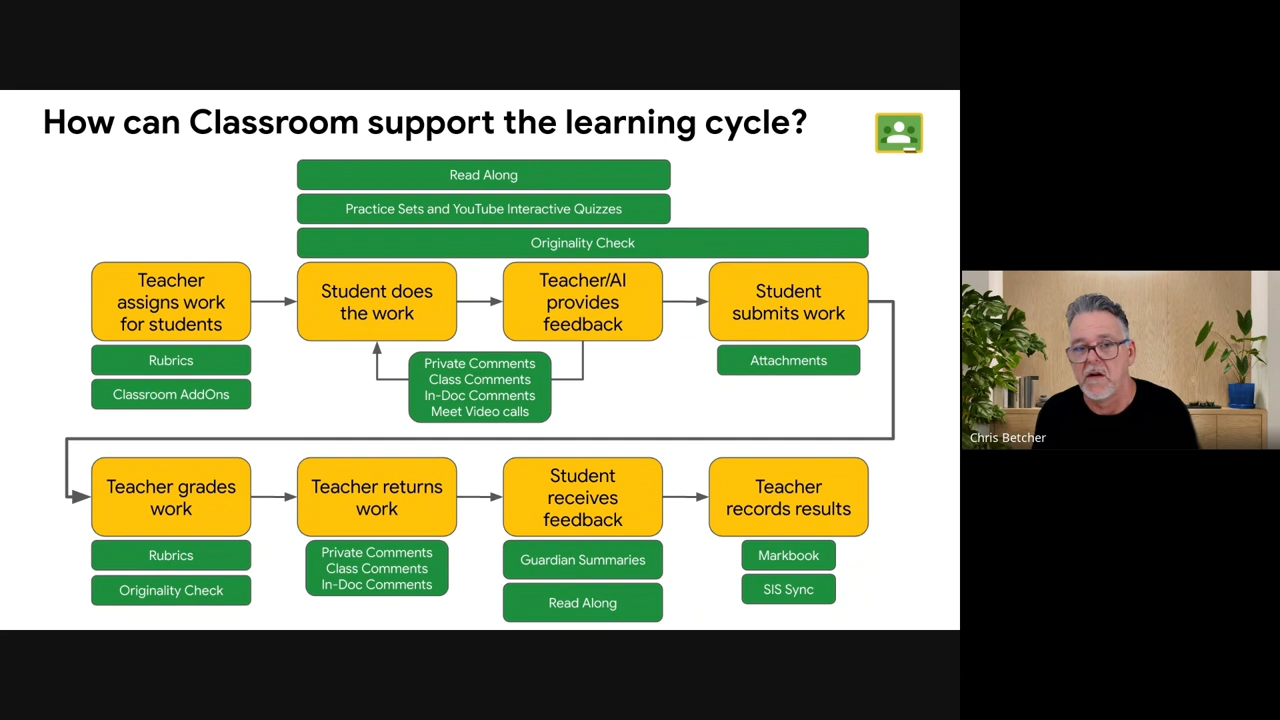 How can Classroom support the learning cycle?
Read Along
Practice Sets and YouTube Interactive Quizzes
Originality Check
Teacher
assigns work
for students
Student does
the work
Teacher/AI
provides
feedback
Student
submits work
Rubrics
Classroom AddOns
Private Comments
Class Comments
In-Doc Comments
Meet Video calls
Attachments
Teacher grades
work
Teacher returns
work
Student
receives
feedback
Teacher
records results
Rubrics
Originality Check
Private Comments
Class Comments
In-Doc Comments
Guardian Summaries
Read Along
Markbook
SIS Sync
Chris Betcher